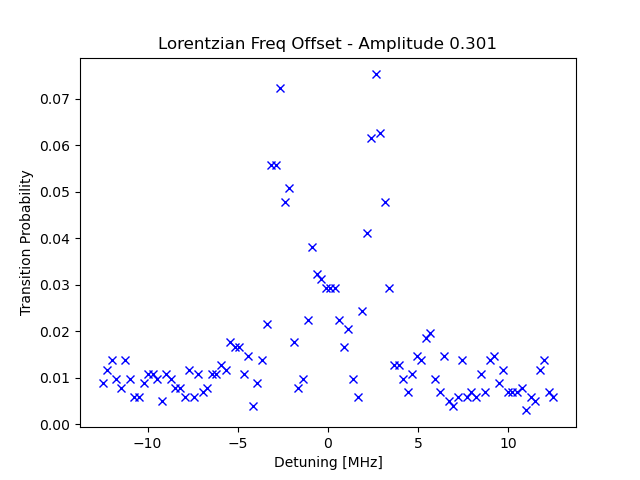 Lorentzian Freq Offset - Amplitude 0.301
Transition Probability
0.07
0.06
0.05
0.04
0.03
0.02
0.01
0.00
−10 −5 0 5 10
Detuning [MHz]